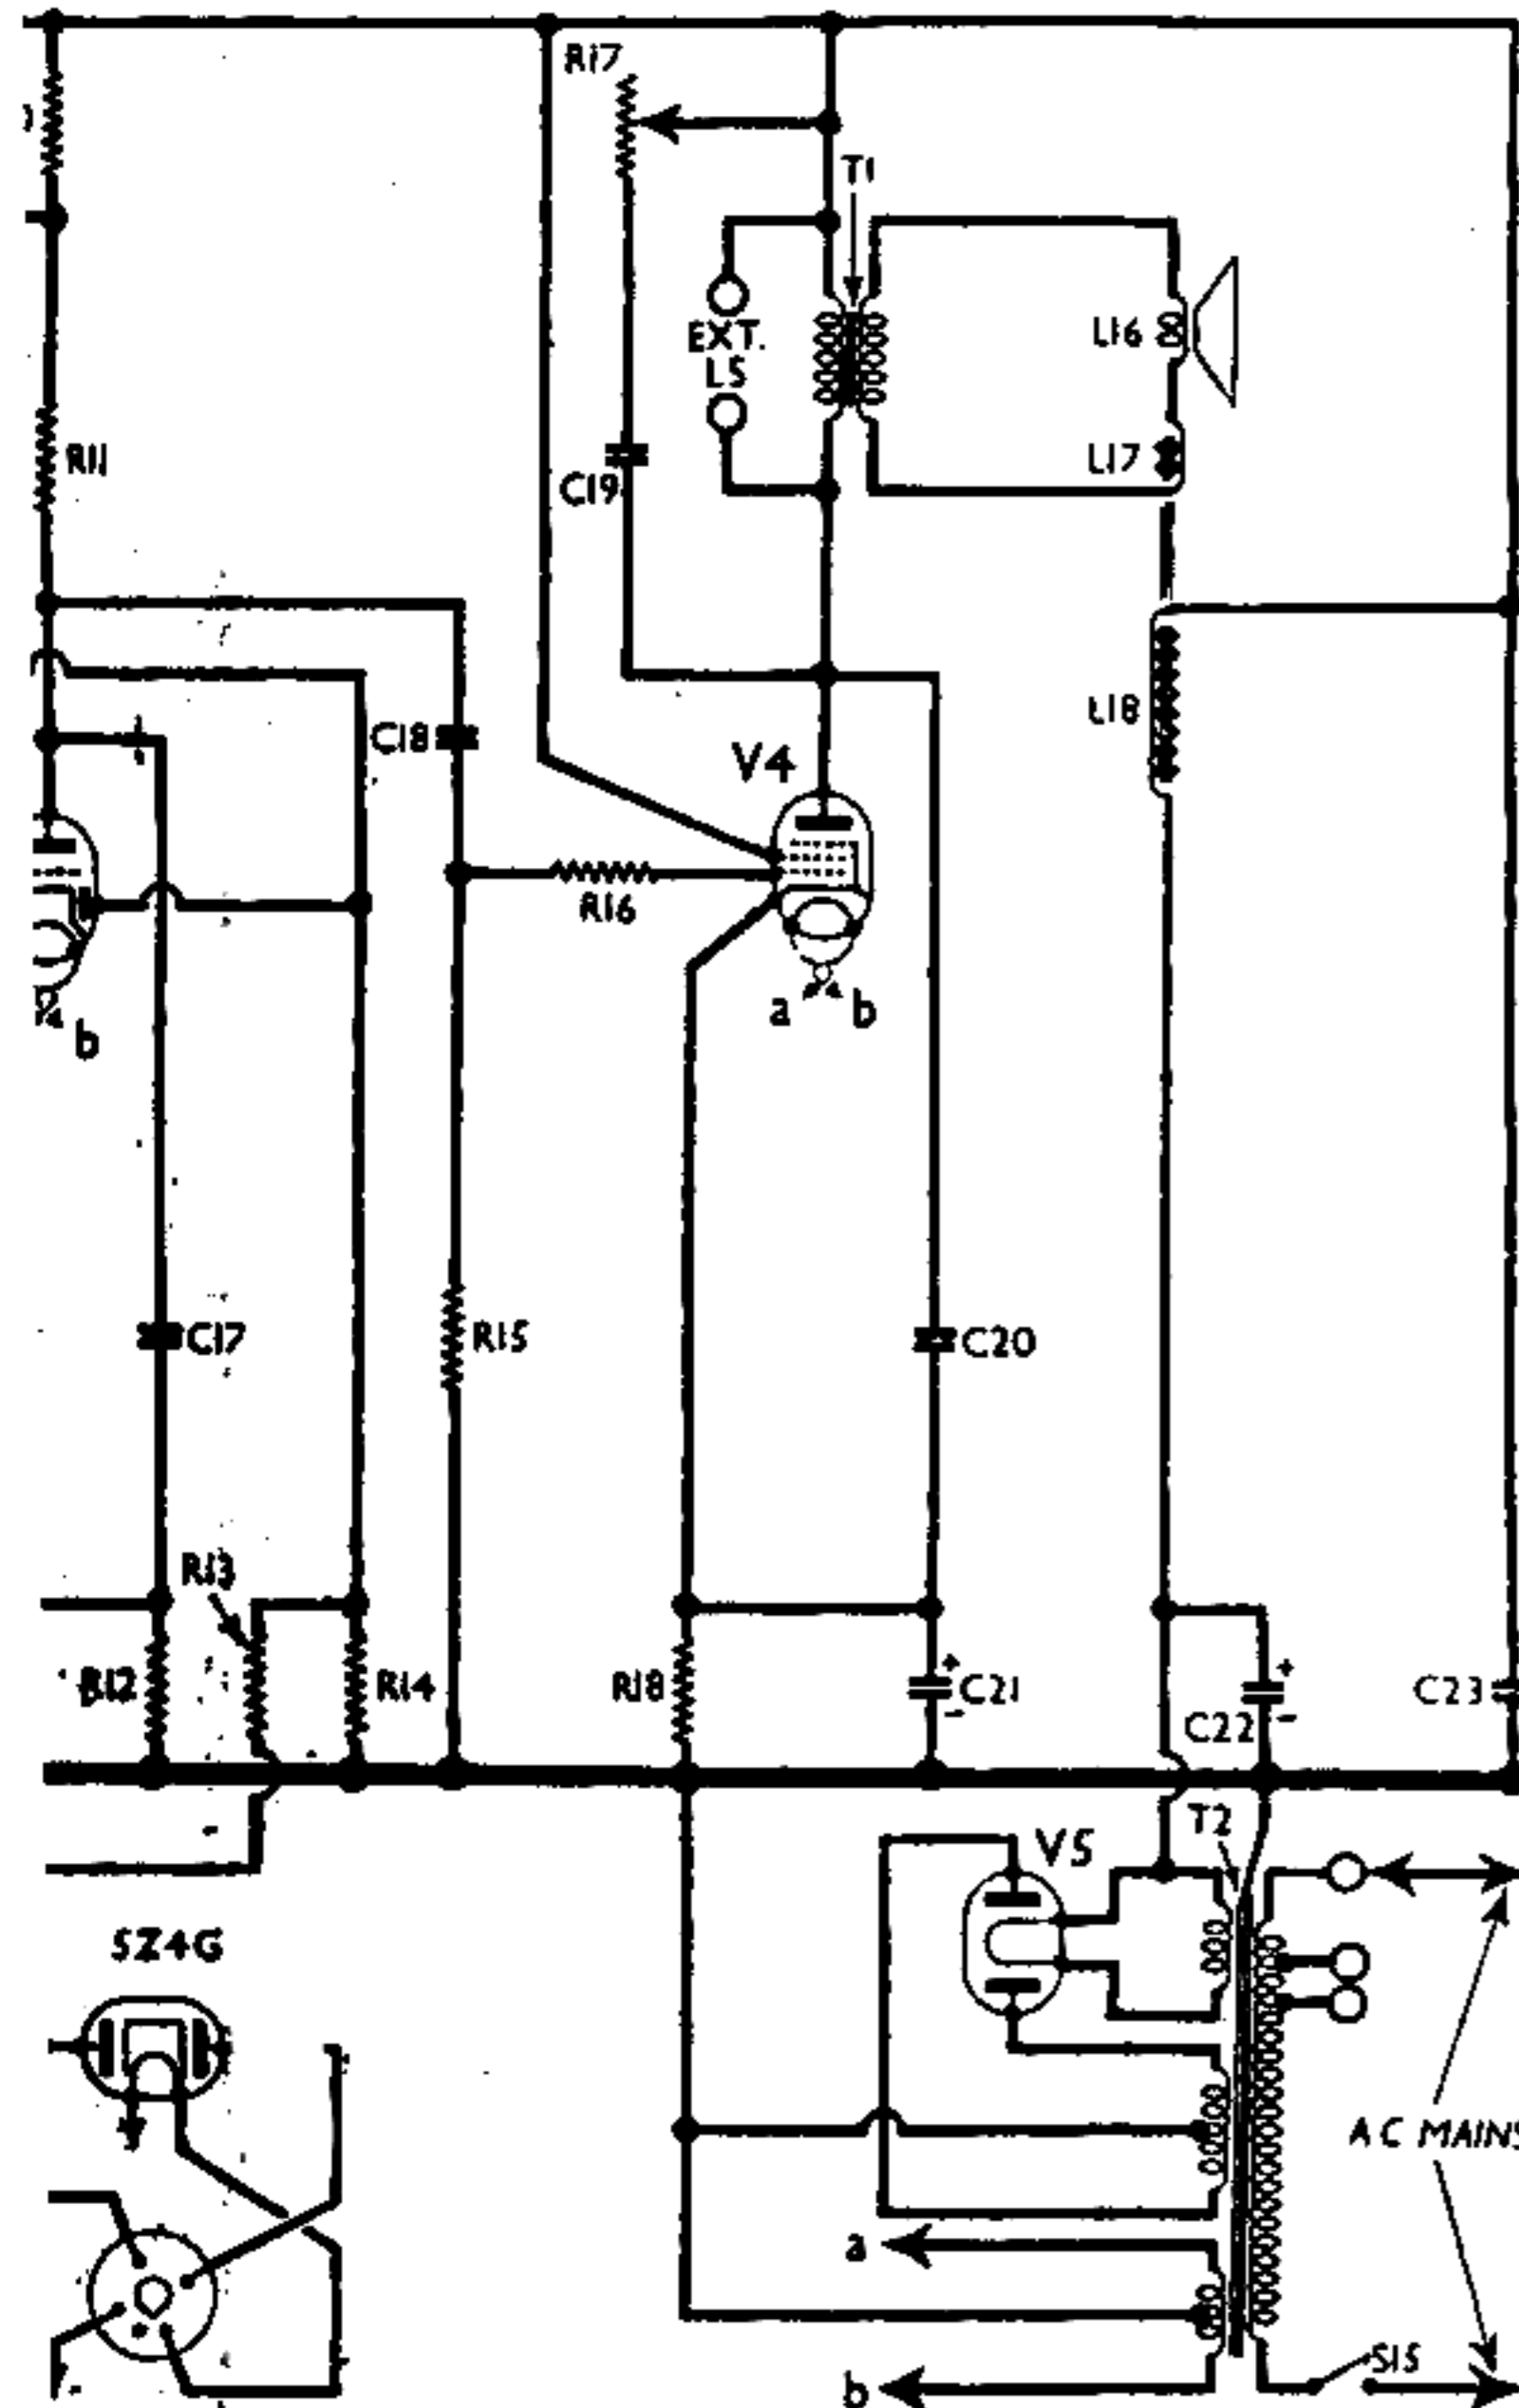 R17
T1
EXT.
LS
L16
R11
L17
C19
C18
V4
L18
R16
a
b
b
C17
R15
C20
R13
R12
R14
R18
+
C21
-
+
C22
-
C23
V5
T2
5Z4G
AC MAINS
a
S15
b